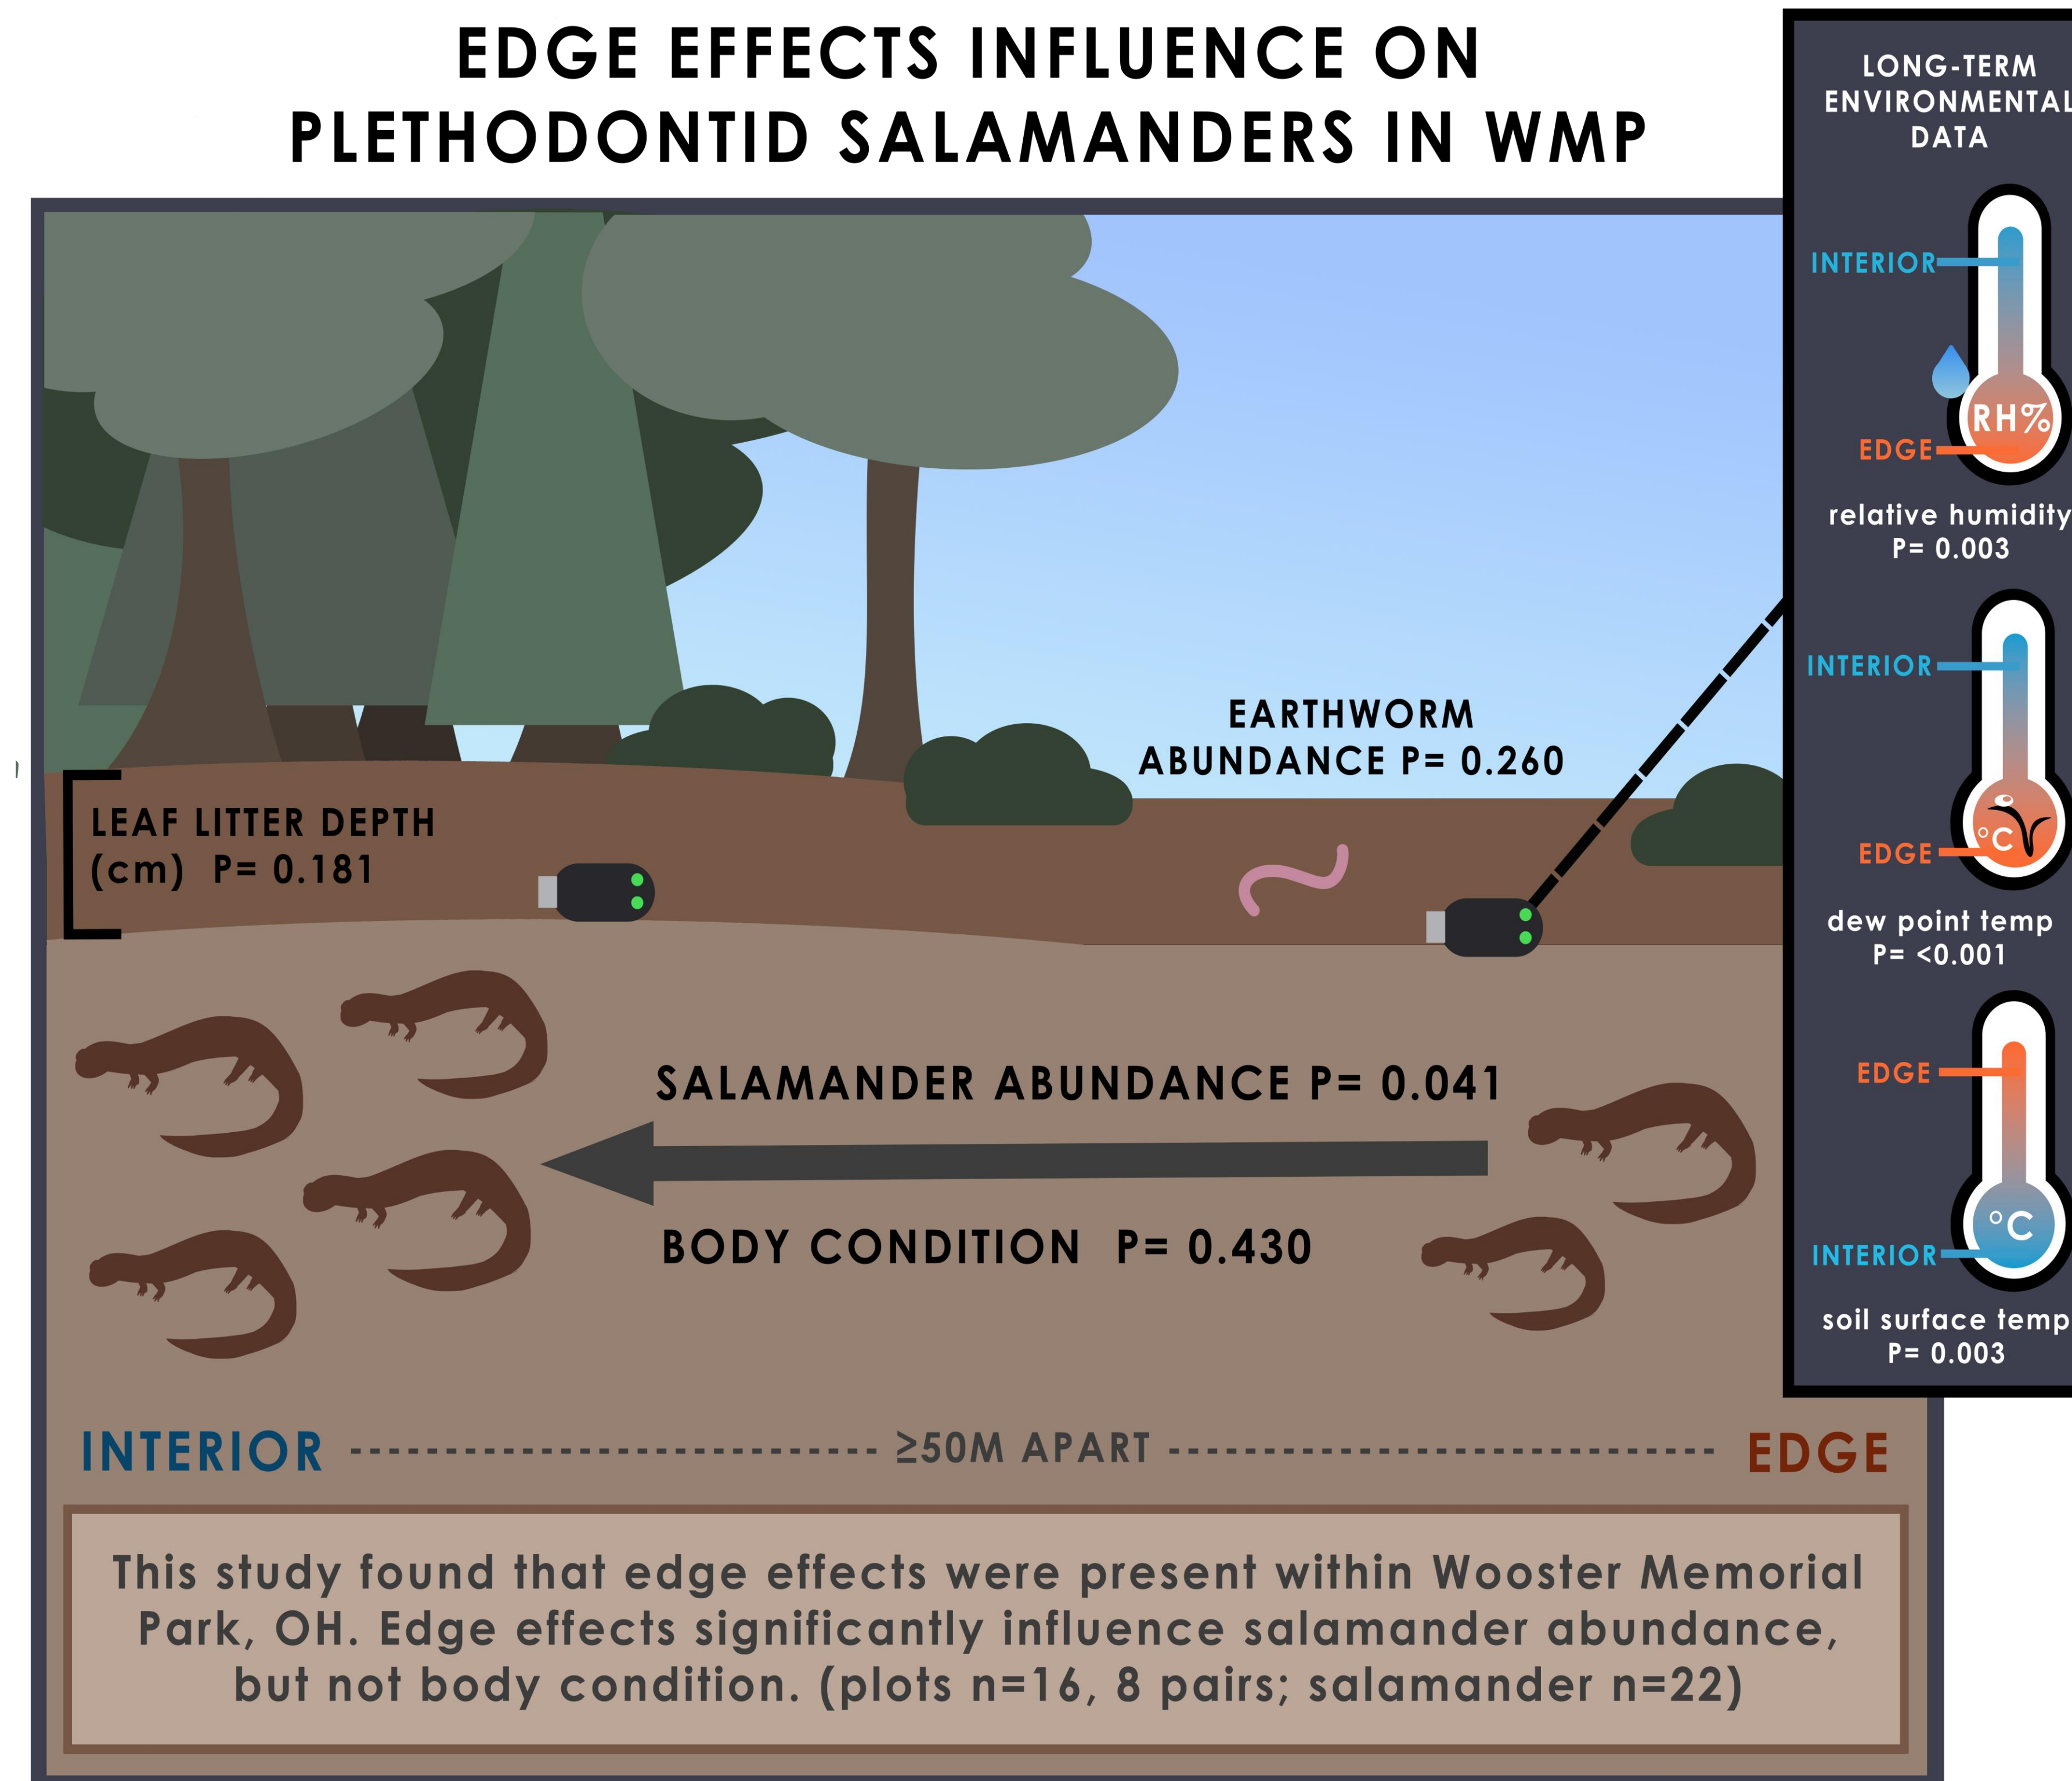 EDGE EFFECTS INFLUENCE ON
PLETHODONTID SALAMANDERS IN WMP
LONG-TERM
ENVIRONMENTAL
DATA
INTERIOR
RH%
EDGE
relative humidity
P= 0.003
INTERIOR
°C
EDGE
dew point temp
P= <0.001
EDGE
°C
INTERIOR
soil surface temp
P= 0.003
EARTHWORM
ABUNDANCE P= 0.260
LEAF LITTER DEPTH
(cm) P= 0.181
SALAMANDER ABUNDANCE P= 0.041
BODY CONDITION P= 0.430
INTERIOR ≥50M APART EDGE
This study found that edge effects were present within Wooster Memorial
Park, OH. Edge effects significantly influence salamander abundance,
but not body condition. (plots n=16, 8 pairs; salamander n=22)